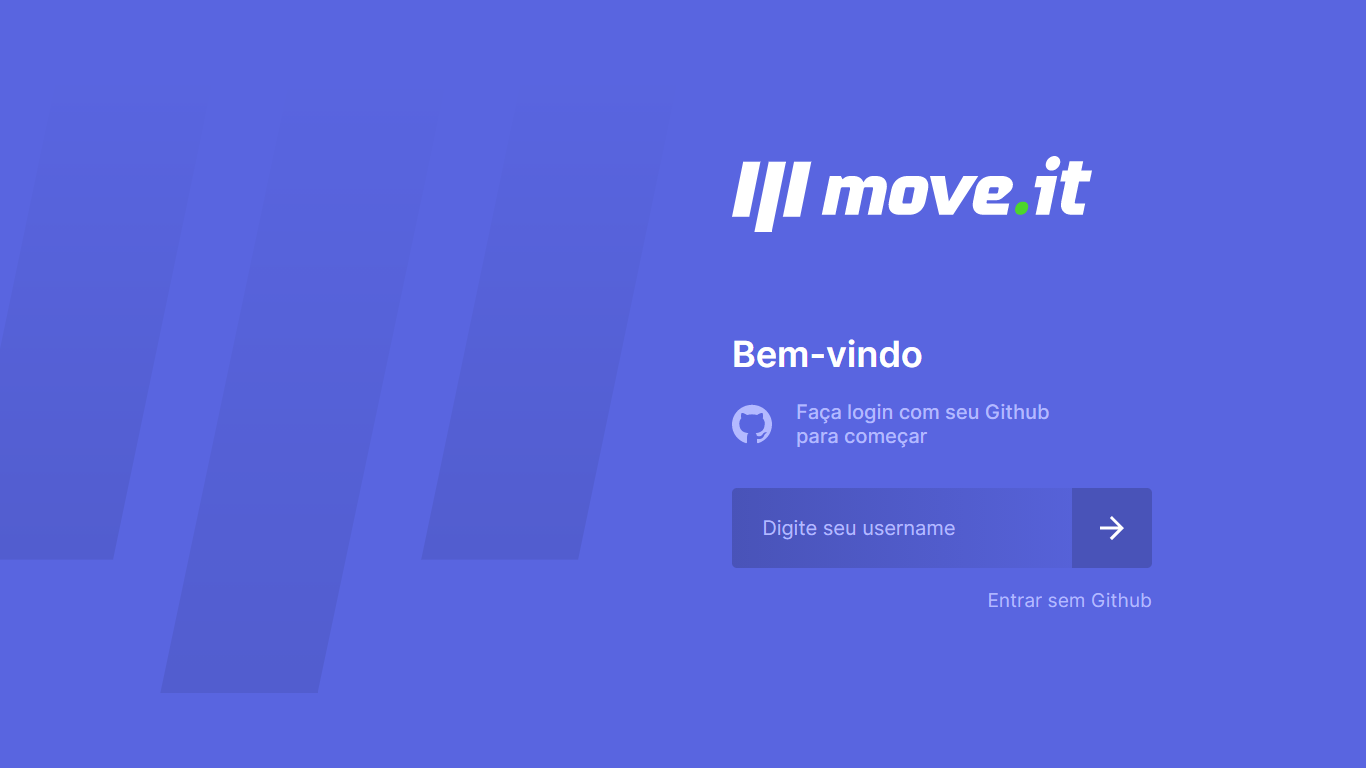 move.it
Bem-vindo
Faça login com seu Github
para começar
Digite seu username
Entrar sem Github